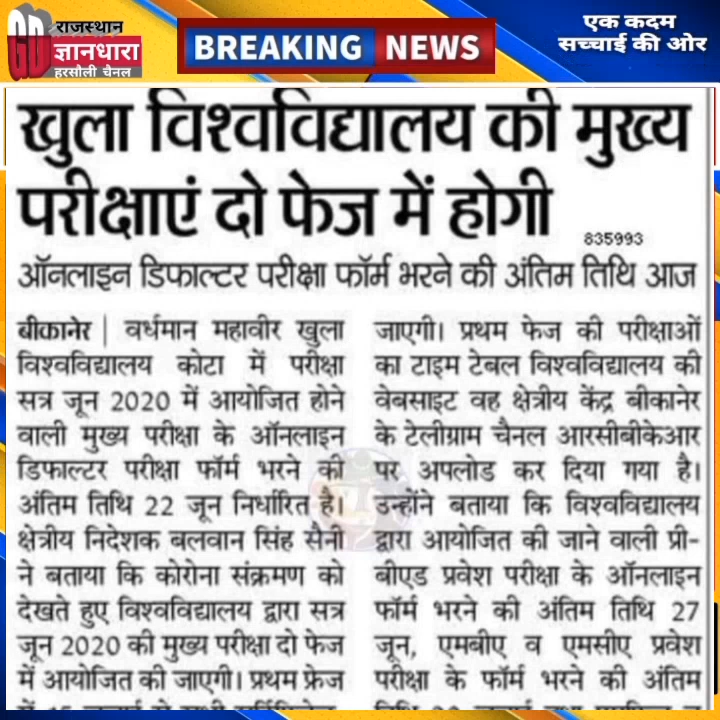 GD
राजस्थान
ज्ञानधारा
हरसौली चैनल
BREAKING NEWS
एक कदम
सच्चाई की ओर
खुला विश्वविद्यालय की मुख्य
परीक्षाएं दो फेज में होगी
835993
ऑनलाइन डिफाल्टर परीक्षा फॉर्म भरने की अंतिम तिथि आज
बीकानेर | वर्धमान महावीर खुला
विश्वविद्यालय कोटा में परीक्षा
सत्र जून 2020 में आयोजित होने
वाली मुख्य परीक्षा के ऑनलाइन
डिफाल्टर परीक्षा फॉर्म भरने की
अंतिम तिथि 22 जून निर्धारित है।
क्षेत्रीय निदेशक बलवान सिंह सैनी
ने बताया कि कोरोना संक्रमण को
देखते हुए विश्वविद्यालय द्वारा सत्र
जून 2020 की मुख्य परीक्षा दो फेज
में आयोजित की जाएगी। प्रथम फ्रेज
जाएगी। प्रथम फेज की परीक्षाओं
का टाइम टेबल विश्वविद्यालय की
वेबसाइट वह क्षेत्रीय केंद्र बीकानेर
के टेलीग्राम चैनल आरसीबीकेआर
पर अपलोड कर दिया गया है।
उन्होंने बताया कि विश्वविद्यालय
द्वारा आयोजित की जाने वाली प्री-
बीएड प्रवेश परीक्षा के ऑनलाइन
फॉर्म भरने की अंतिम तिथि 27
जून, एमबीए व एमसीए प्रवेश
परीक्षा के फॉर्म भरने की अंतिम